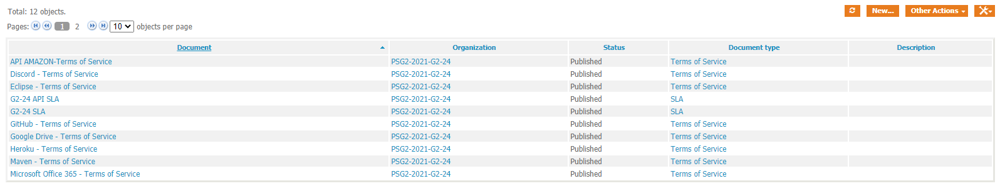 Total: 12 objects.
New...
Other Actions
Pages: 1 2 10 objects per page
Document Organization Status Document type Description
API AMAZON-Terms of Service PSG2-2021-G2-24 Published Terms of Service
Discord - Terms of Service PSG2-2021-G2-24 Published Terms of Service
Eclipse - Terms of Service PSG2-2021-G2-24 Published Terms of Service
G2-24 API SLA PSG2-2021-G2-24 Published SLA
G2-24 SLA PSG2-2021-G2-24 Published SLA
GitHub - Terms of Service PSG2-2021-G2-24 Published Terms of Service
Google Drive - Terms of Service PSG2-2021-G2-24 Published Terms of Service
Heroku - Terms of Service PSG2-2021-G2-24 Published Terms of Service
Maven - Terms of Service PSG2-2021-G2-24 Published Terms of Service
Microsoft Office 365 - Terms of Service PSG2-2021-G2-24 Published Terms of Service